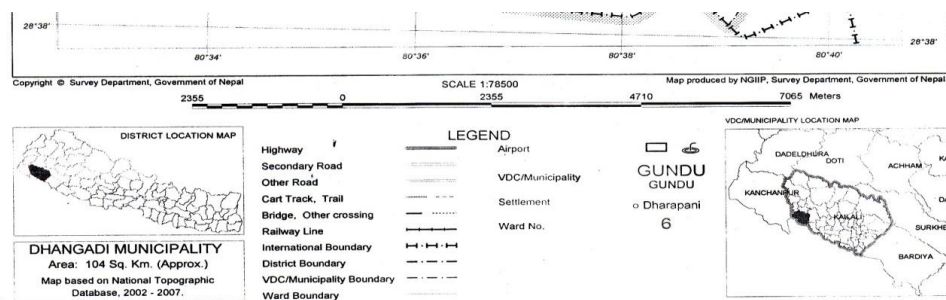 28°38'
28°38'
80°34' 80°36' 80°38' 80°40'
Copyright © Survey Department, Government of Nepal
SCALE 1:78500
Map produced by NGIIP, Survey Department, Government of Nepal
2355 0 2355 4710 7065 Meters
DISTRICT LOCATION MAP
DHANGADI MUNICIPALITY
Area: 104 Sq. Km. (Approx.)
Map based on National Topographic
Database, 2002 - 2007.
LEGEND
Highway
Secondary Road
Other Road
Cart Track, Trail
Bridge, Other crossing
Railway Line
International Boundary
District Boundary
VDC/Municipality Boundary
Ward Boundary
Airport
VDC/Municipality GUNDU
GUNDU
Settlement Dharapani
Ward No. 6
VDC/MUNICIPALITY LOCATION MAP
DADELDHURA
DOTI
ACHHAM
KANCHANPUR
KAILALI
BARDIYA